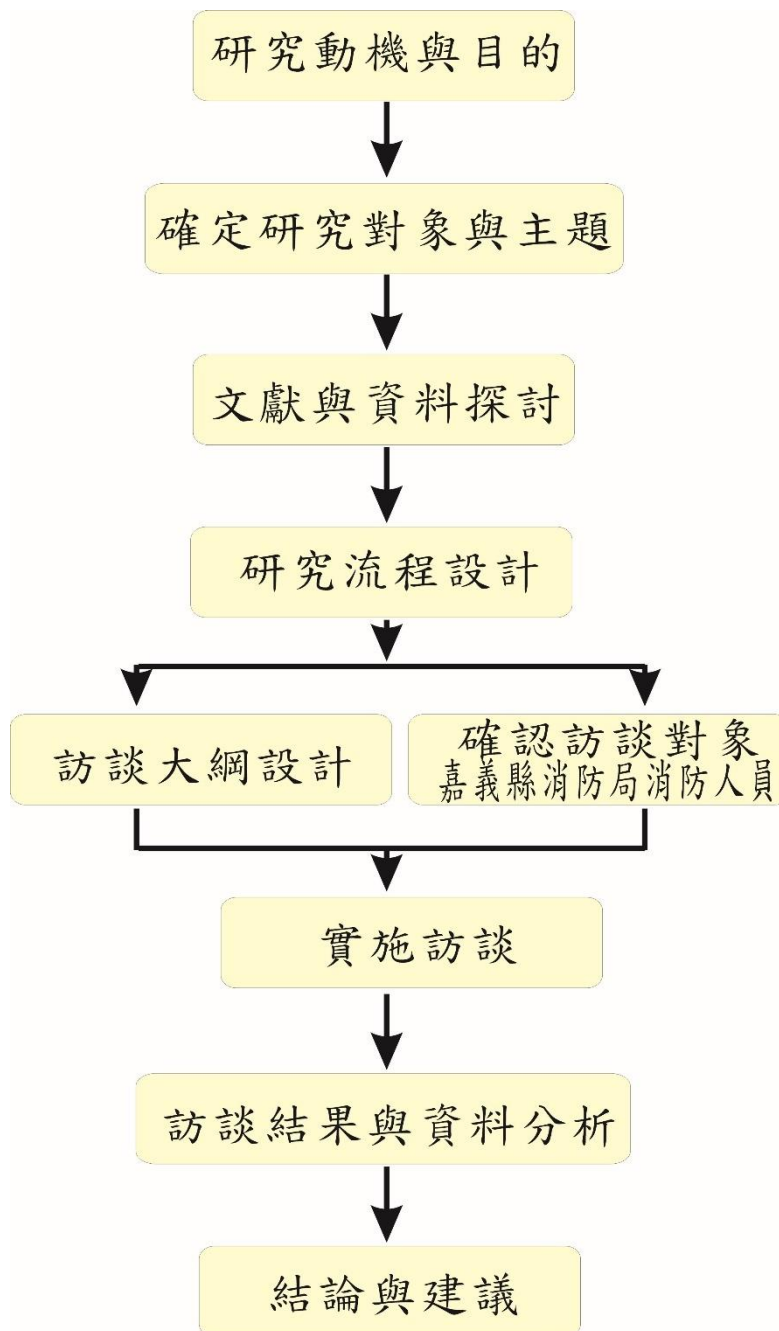 研究動機與目的
確定研究對象與主題
文獻與資料探討
研究流程設計
訪談大綱設計
確認訪談對象
嘉義縣消防局消防人員
實施訪談
訪談結果與資料分析
結論與建議